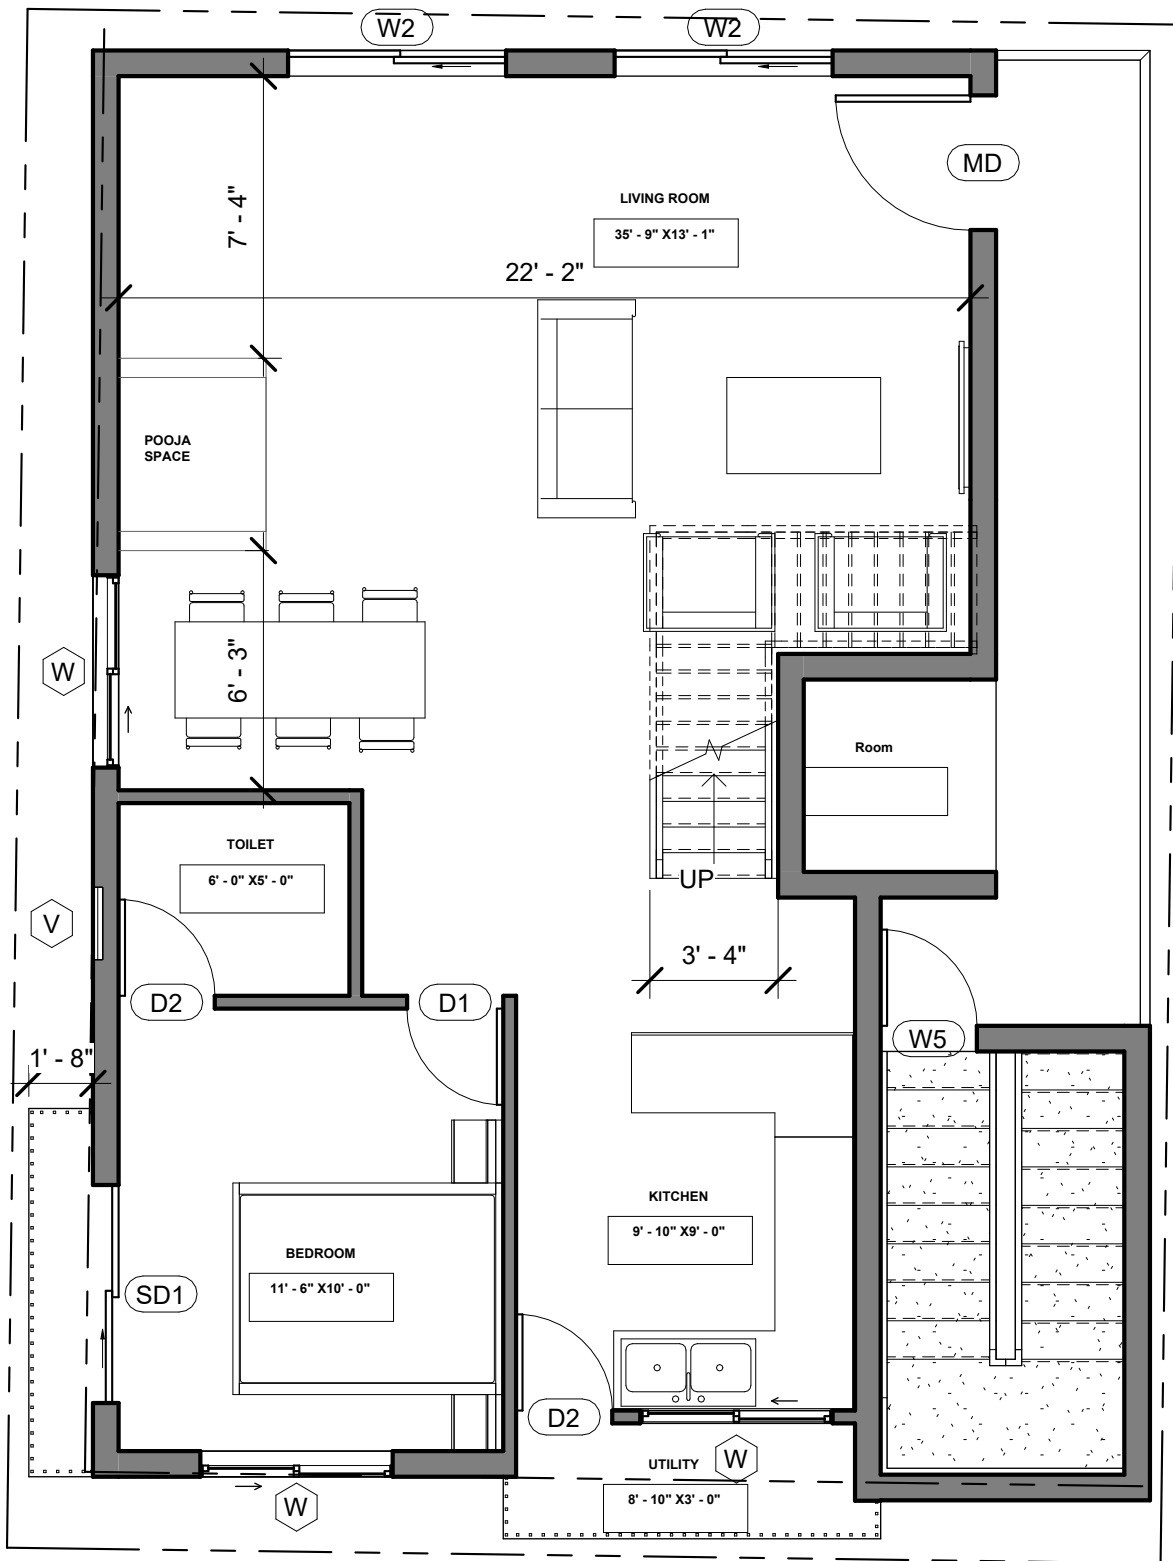 W2
W2
MD
LIVING ROOM
35' - 9" X13' - 1"
7' - 4"
22' - 2"
POOJA
SPACE
W
6' - 3"
Room
TOILET
6' - 0" X5' - 0"
UP
V
3' - 4"
D2
D1
W5
1' - 8"
KITCHEN
9' - 10" X9' - 0"
BEDROOM
11' - 6" X10' - 0"
SD1
D2
W
UTILITY
8' - 10" X3' - 0"
W